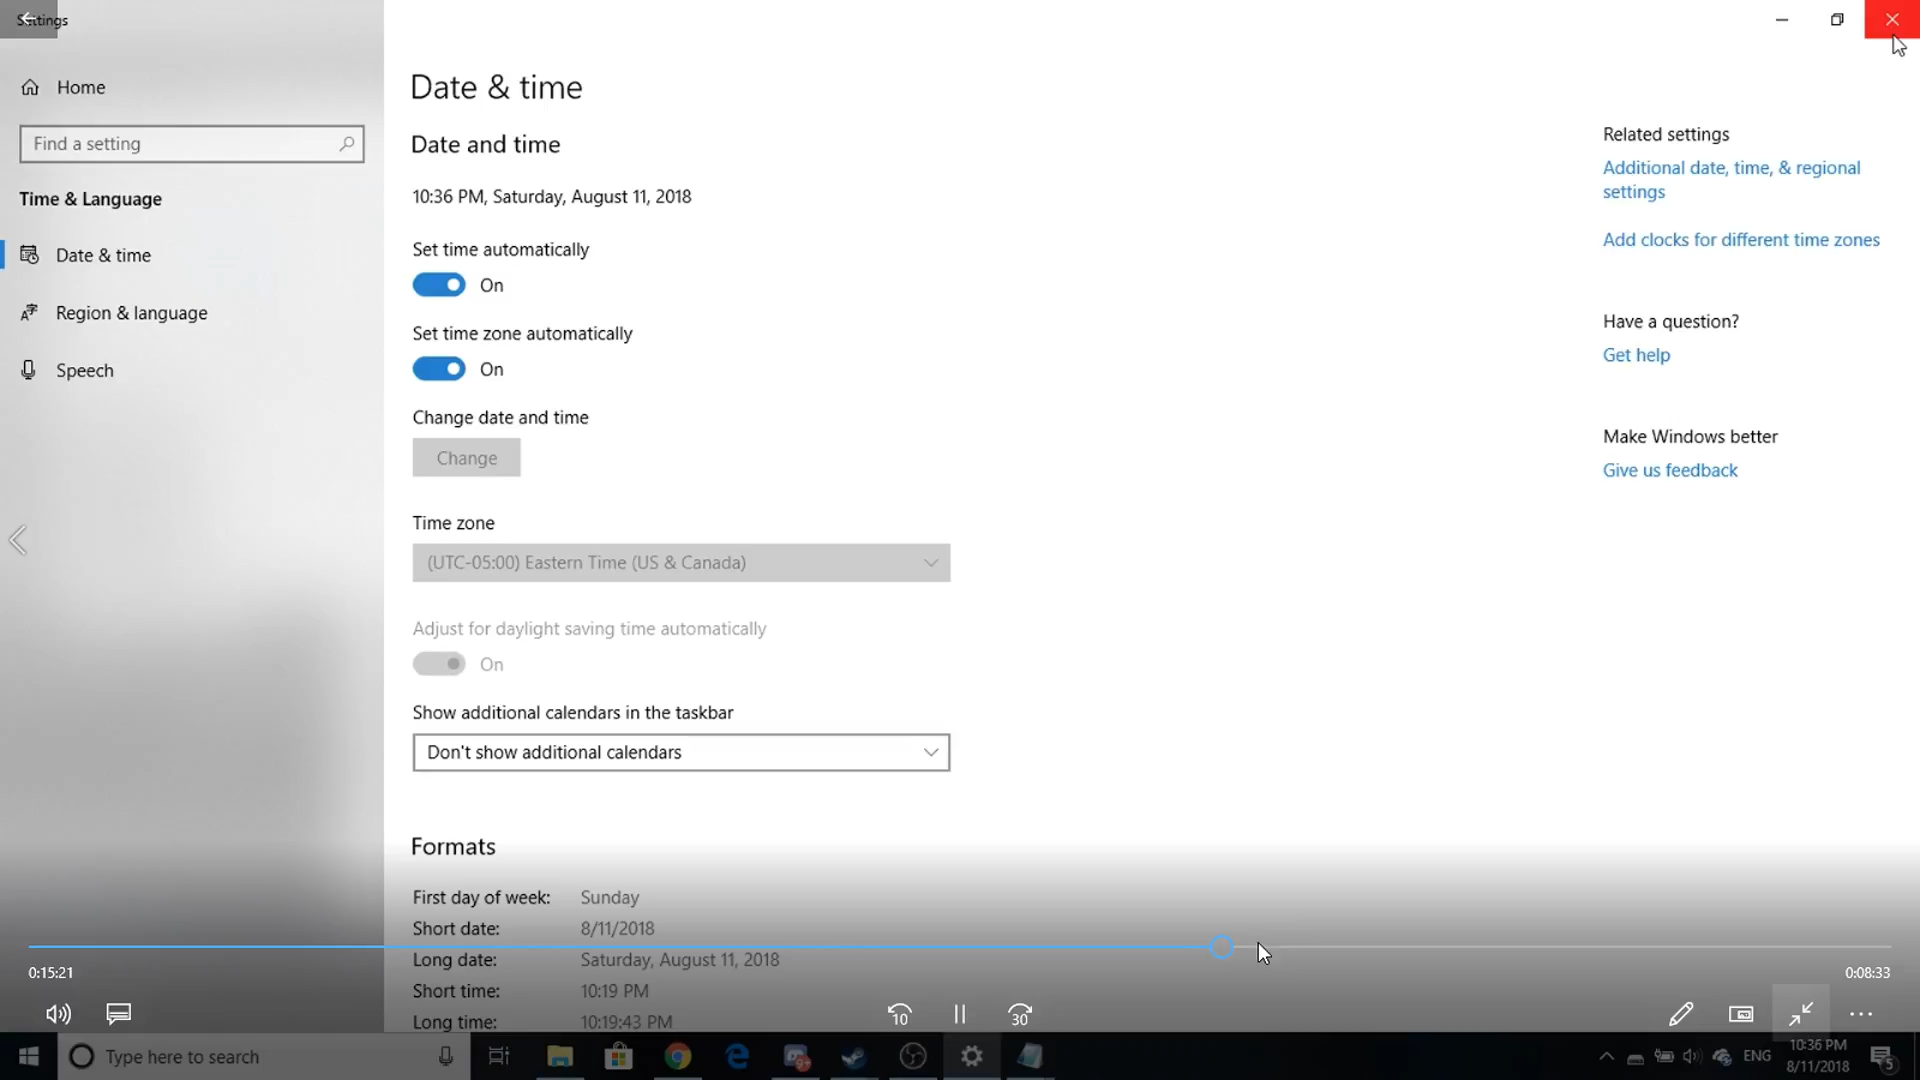 Settings
Home
Find a setting
Time & Language
Date & time
Region & language
Speech
Date & time
Date and time
10:36 PM, Saturday, August 11, 2018
Set time automatically
On
Set time zone automatically
On
Change date and time
Change
Time zone
(UTC-05:00) Eastern Time (US & Canada)
Adjust for daylight saving time automatically
On
Show additional calendars in the taskbar
Don't show additional calendars
Formats
First day of week: Sunday
Short date: 8/11/2018
Long date: Saturday, August 11, 2018
Short time: 10:19 PM
Long time: 10:19:43 PM
Related settings
Additional date, time, & regional
settings
Add clocks for different time zones
Have a question?
Get help
Make Windows better
Give us feedback
0:15:21
0:08:33
10
30
Type here to search
9+
ENG
10:36 PM
8/11/2018
5